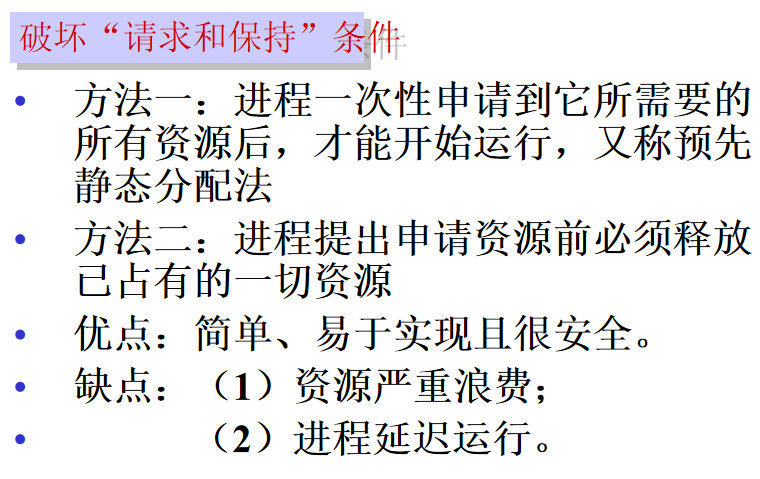 破坏“请求和保持”条件
• 方法一：进程一次性申请到它所需要的
所有资源后，才能开始运行，又称预先
静态分配法
• 方法二：进程提出申请资源前必须释放
已占有的一切资源
• 优点：简单、易于实现且很安全。
• 缺点：（1）资源严重浪费；
• （2）进程延迟运行。